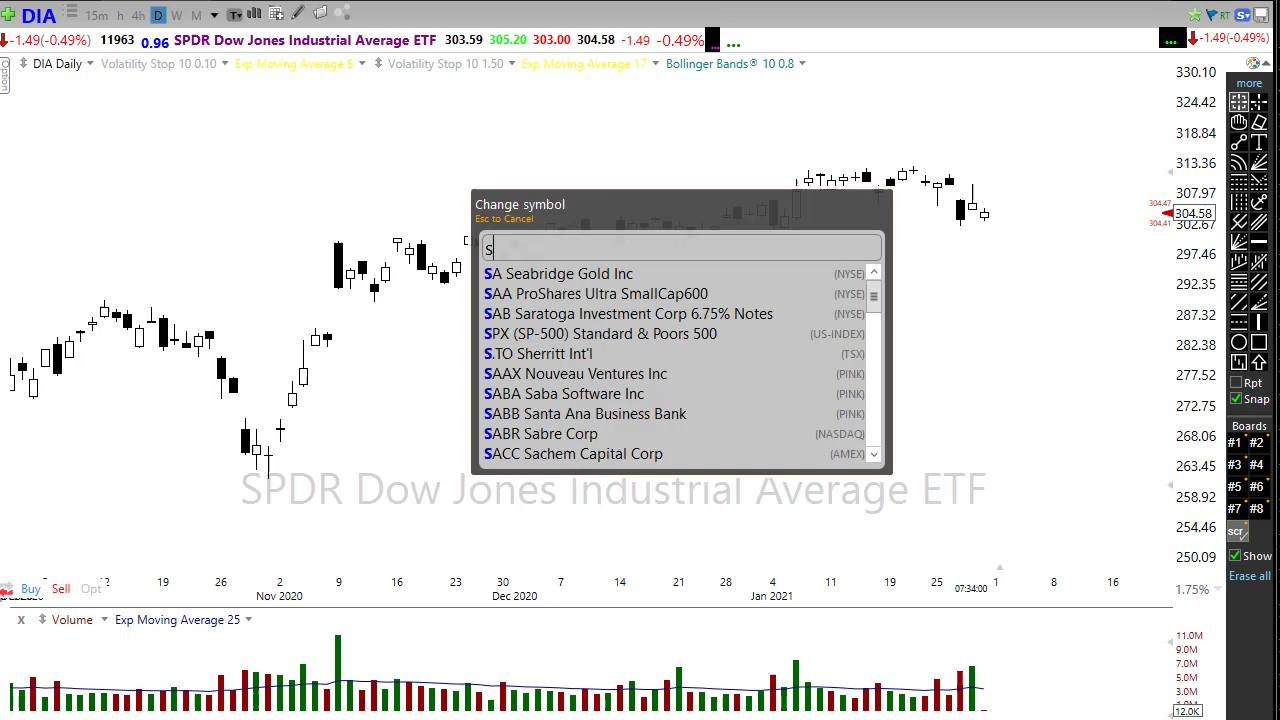 DIA 15m h 4h D W M T RT S
-1.49(-0.49%) 11963 0.96 SPDR Dow Jones Industrial Average ETF 303.59 305.20 303.00 304.58 -1.49 -0.49% ... ... ... -1.49(-0.49%)
Option
DIA Daily Volatility Stop 10 0.10 Exp Moving Average 8 Volatility Stop 10 1.50 Exp Moving Average 17 Bollinger Bands® 10 0.8
330.10
324.42
318.84
313.36
307.97
304.47
304.58
304.41
302.67
297.46
292.35
287.33
282.38
277.52
272.75
268.06
263.45
258.92
254.46
250.09
1.75%
more
T
Rpt
Snap
Boards
#1 #2
#3 #4
#5 #6
#7 #8
scr
Show
Erase all
Change symbol
Esc to Cancel
S
SA Seabridge Gold Inc (NYSE)
SAA ProShares Ultra SmallCap600 (NYSE)
SAB Saratoga Investment Corp 6.75% Notes (NYSE)
SPX (SP-500) Standard & Poors 500 (US-INDEX)
S.TO Sherritt Int'l (TSX)
SAAX Nouveau Ventures Inc (PINK)
SABA Saba Software Inc (PINK)
SABB Santa Ana Business Bank (PINK)
SABR Sabre Corp (NASDAQ)
SACC Sachem Capital Corp (AMEX)
SPDR Dow Jones Industrial Average ETF
12 19 26 2 9 16 23 30 7 14 21 28 4 11 19 25 1 8 16
Buy Sell Opt
Nov 2020 Dec 2020 Jan 2021 07:34:00
X Volume Exp Moving Average 25
11.0M
9.0M
7.0M
5.0M
3.0M
12.0K